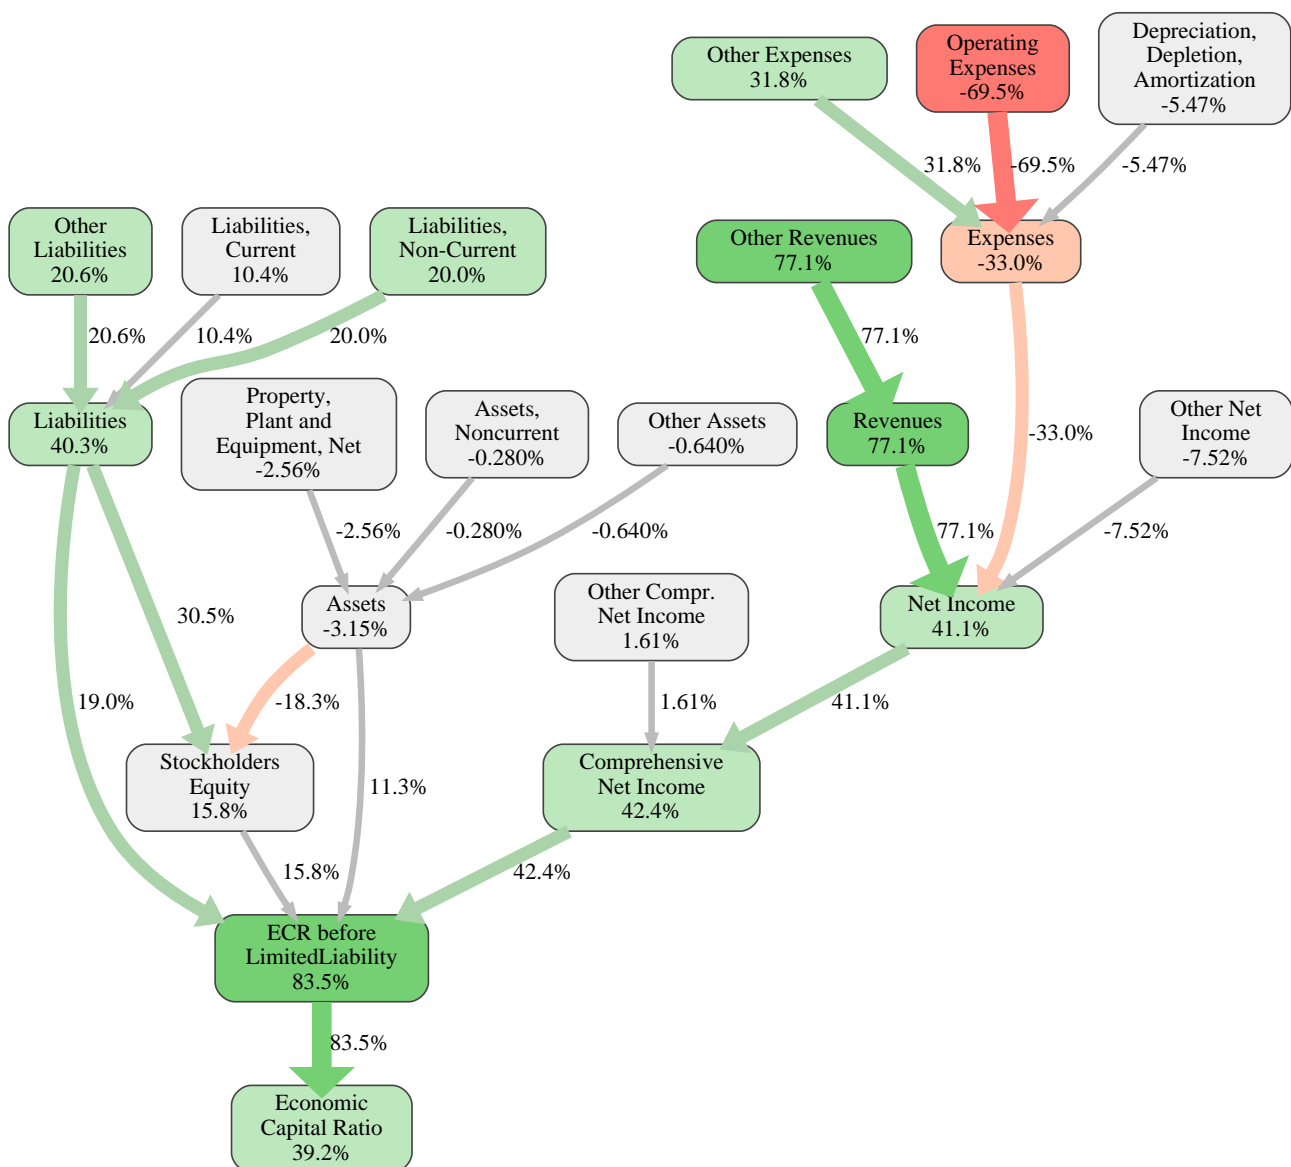 Other Expenses
31.8%
Operating
Expenses
-69.5%
Depreciation,
Depletion,
Amortization
-5.47%
31.8%
-69.5%
-5.47%
Other
Liabilities
20.6%
Liabilities,
Current
10.4%
Liabilities,
Non-Current
20.0%
Other Revenues
77.1%
Expenses
-33.0%
20.6%
10.4%
20.0%
77.1%
Liabilities
40.3%
Property,
Plant and
Equipment, Net
-2.56%
Assets,
Noncurrent
-0.280%
Other Assets
-0.640%
Revenues
77.1%
-33.0%
Other Net
Income
-7.52%
-2.56%
-0.280%
-0.640%
77.1%
-7.52%
30.5%
Assets
-3.15%
Other Compr.
Net Income
1.61%
Net Income
41.1%
19.0%
-18.3%
1.61%
41.1%
Stockholders
Equity
15.8%
11.3%
Comprehensive
Net Income
42.4%
15.8%
42.4%
ECR before
LimitedLiability
83.5%
83.5%
Economic
Capital Ratio
39.2%